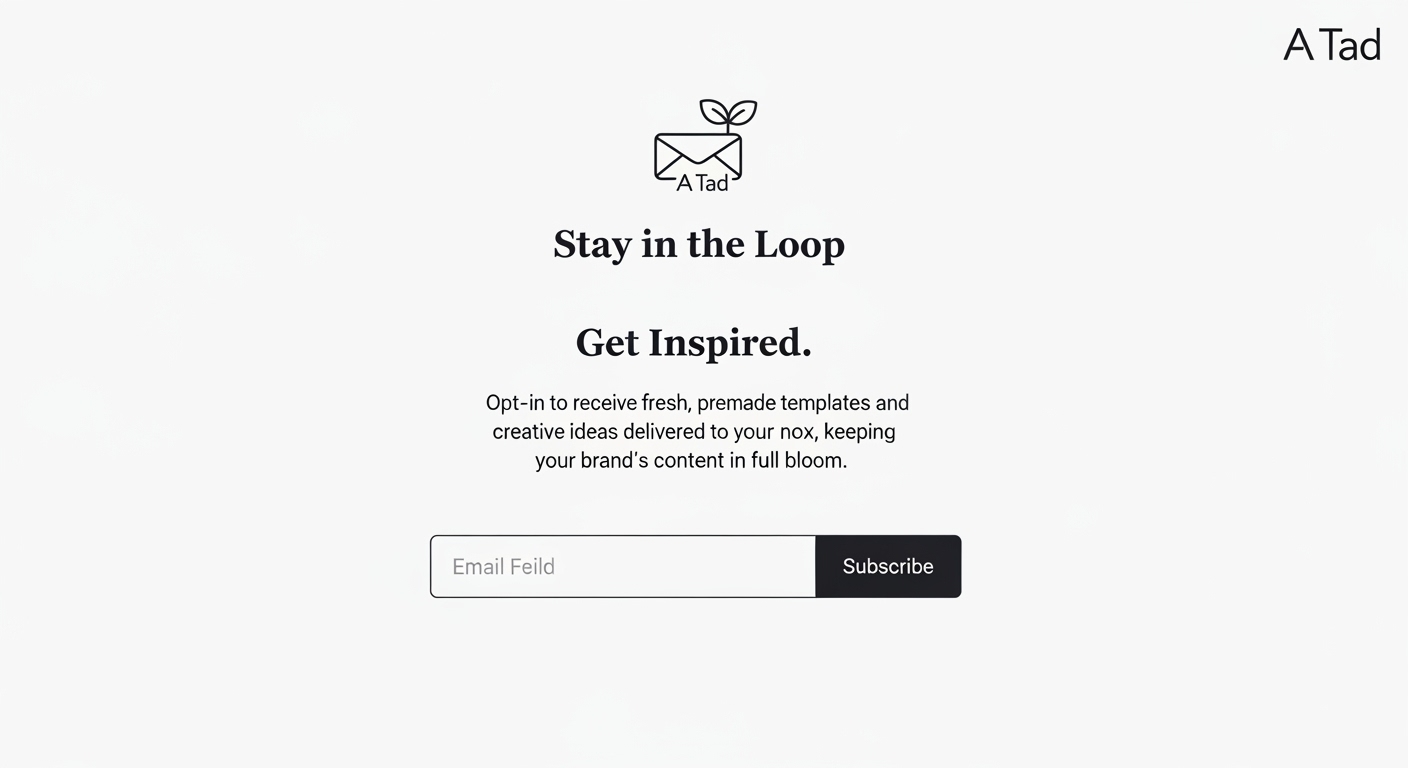 A Tad
A Tad
Stay in the Loop
Get Inspired.
Opt-in to receive fresh, premade templates and
creative ideas delivered to your nox, keeping
your brand's content in full bloom.
Email Feild
Subscribe